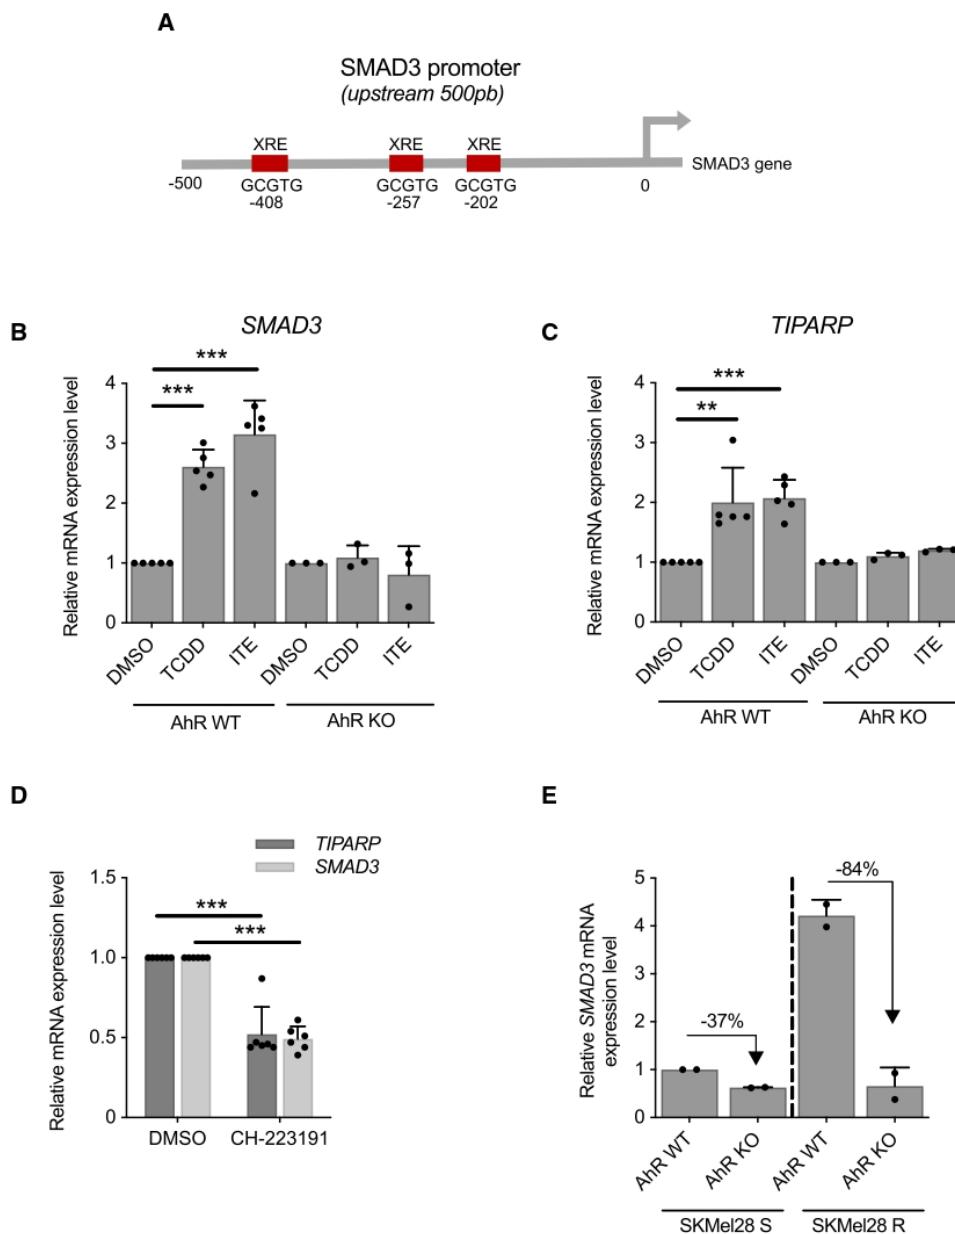 A
SMAD3 promoter
(upstream 500pb)
XRE XRE XRE
SMAD3 gene
-500 GCGTG GCGTG GCGTG 0
-408 -257 -202
B
SMAD3
Relative mRNA expression level
4
3
2
1
0
***
***
DMSO TCDD ITE DMSO TCDD ITE
AhR WT AhR KO
C
TIPARP
Relative mRNA expression level
4
3
2
1
0
***
**
DMSO TCDD ITE DMSO TCDD ITE
AhR WT AhR KO
D
TIPARP
SMAD3
Relative mRNA expression level
1.5
1.0
0.5
0
***
***
DMSO CH-223191
E
Relative SMAD3 mRNA
expression level
5
4
3
2
1
0
-84%
-37%
AhR WT AhR KO AhR WT AhR KO
SKMel28 S SKMel28 R